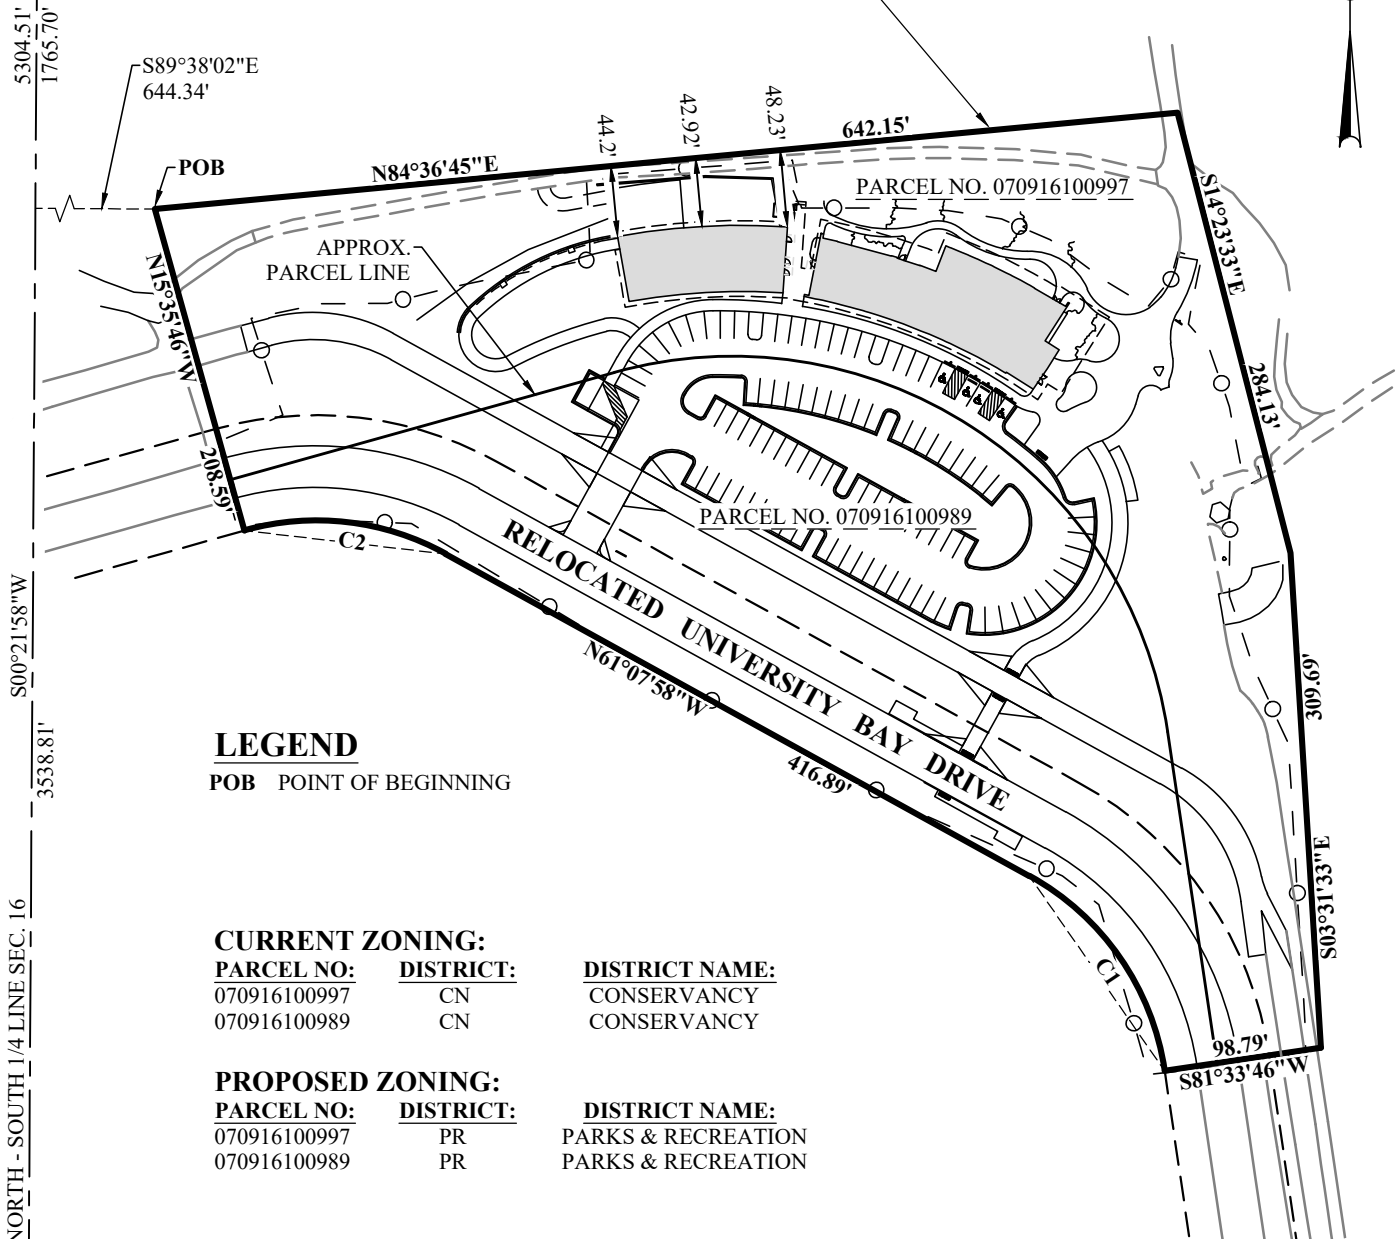 5304.51'
1765.70'
S89°38'02"E
644.34'
POB
N84°36'45"E
44.2'
42.92'
48.23'
642.15'
PARCEL NO. 070916100997
S14°23'33"E
284.13'
APPROX.
PARCEL LINE
N15°35'46"W
208.59'
C2
PARCEL NO. 070916100989
RELOCATED UNIVERSITY BAY DRIVE
N61°07'58"W
416.89'
309.69'
S03°31'33"E
C1
98.79'
S81°33'46"W
S00°21'58"W
3538.81'
NORTH - SOUTH 1/4 LINE SEC. 16
LEGEND
POB POINT OF BEGINNING
CURRENT ZONING:
PARCEL NO: DISTRICT: DISTRICT NAME:
070916100997 CN CONSERVANCY
070916100989 CN CONSERVANCY
PROPOSED ZONING:
PARCEL NO: DISTRICT: DISTRICT NAME:
070916100997 PR PARKS & RECREATION
070916100989 PR PARKS & RECREATION